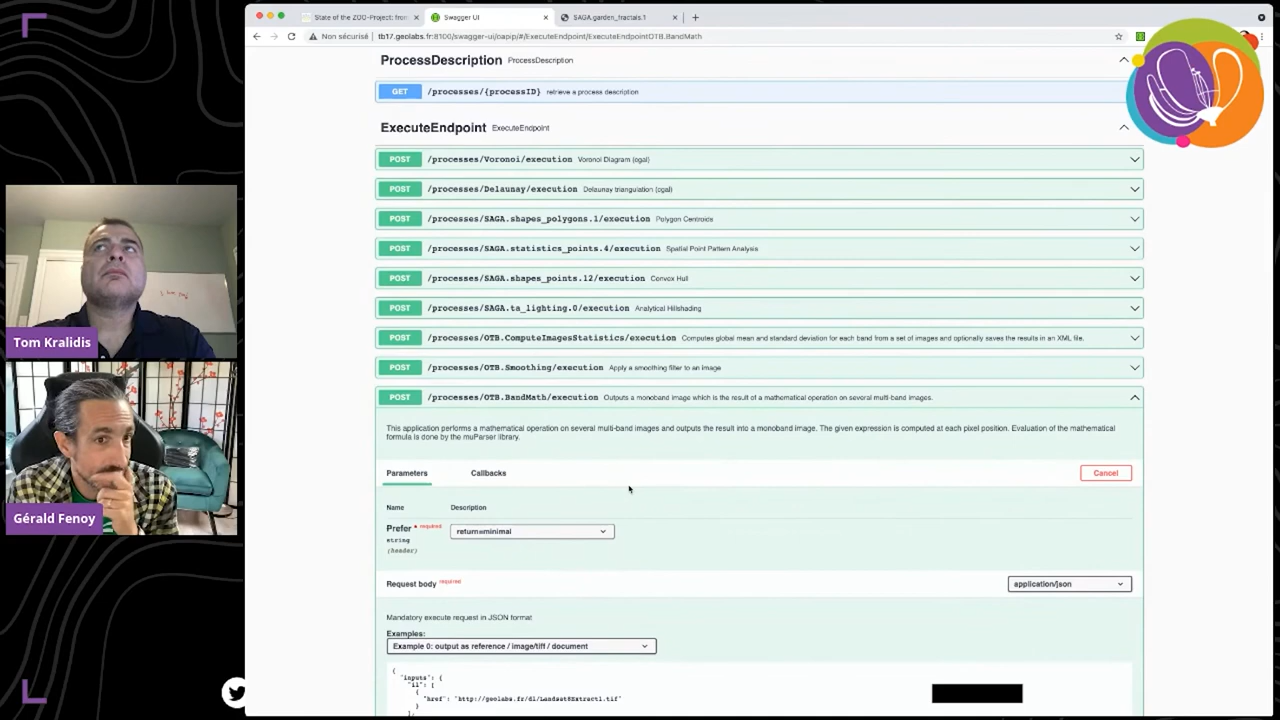 State of the ZOO-Project: from
Swagger UI
SAGA.garden_fractals.1
Non sécurisé | tb17.geolabs.fr:8100/swagger-ui/oapip/#/ExecuteEndpoint/ExecuteEndpointOTB.BandMath
ProcessDescription ProcessDescription
GET /processes/{processID} retrieve a process description
ExecuteEndpoint ExecuteEndpoint
POST /processes/Voronoi/execution Voronoi Diagram (cgal)
POST /processes/Delaunay/execution Delaunay triangulation (cgal)
POST /processes/SAGA.shapes_polygons.1/execution Polygon Centroids
POST /processes/SAGA.statistics_points.4/execution Spatial Point Pattern Analysis
POST /processes/SAGA.shapes_points.12/execution Convex Hull
POST /processes/SAGA.ta_lighting.0/execution Analytical Hillshading
POST /processes/OTB.ComputeImagesStatistics/execution Computes global mean and standard deviation for each band from a set of images and optionally saves the results in an XML file.
POST /processes/OTB.Smoothing/execution Apply a smoothing filter to an image
POST /processes/OTB.BandMath/execution Outputs a monoband image which is the result of a mathematical operation on several multi-band images.
This application performs a mathematical operation on several multi-band images and outputs the result into a monoband image. The given expression is computed at each pixel position. Evaluation of the mathematical
formula is done by the muParser library.
Parameters Callbacks Cancel
Name Description
Prefer * required return=minimal
string
(header)
Request body required application/json
Mandatory execute request in JSON format
Examples:
Example 0: output as reference / image/tiff / document
{
"inputs": {
"il": [
{
"href": "http://geolabs.fr/dl/Landsat8Extract1.tif"
}
],
Tom Kralidis
Gérald Fenoy